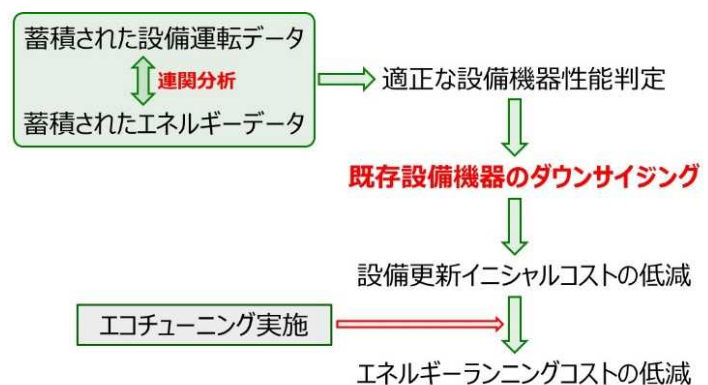 蓄積された設備運転データ
連関分析
蓄積されたエネルギーデータ
適正な設備機器性能判定
既存設備機器のダウンサイジング
設備更新イニシャルコストの低減
エコチューニング実施
エネルギーランニングコストの低減